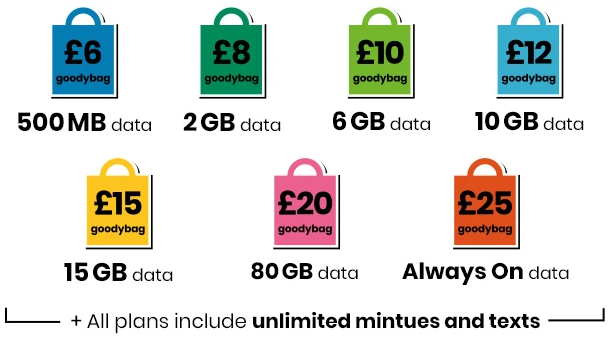 £6 £8 £10 £12
goodybag goodybag goodybag goodybag
500 MB data 2 GB data 6 GB data 10 GB data
£15 £20 £25
goodybag goodybag goodybag
15 GB data 80 GB data Always On data
+ All plans include unlimited mintues and texts